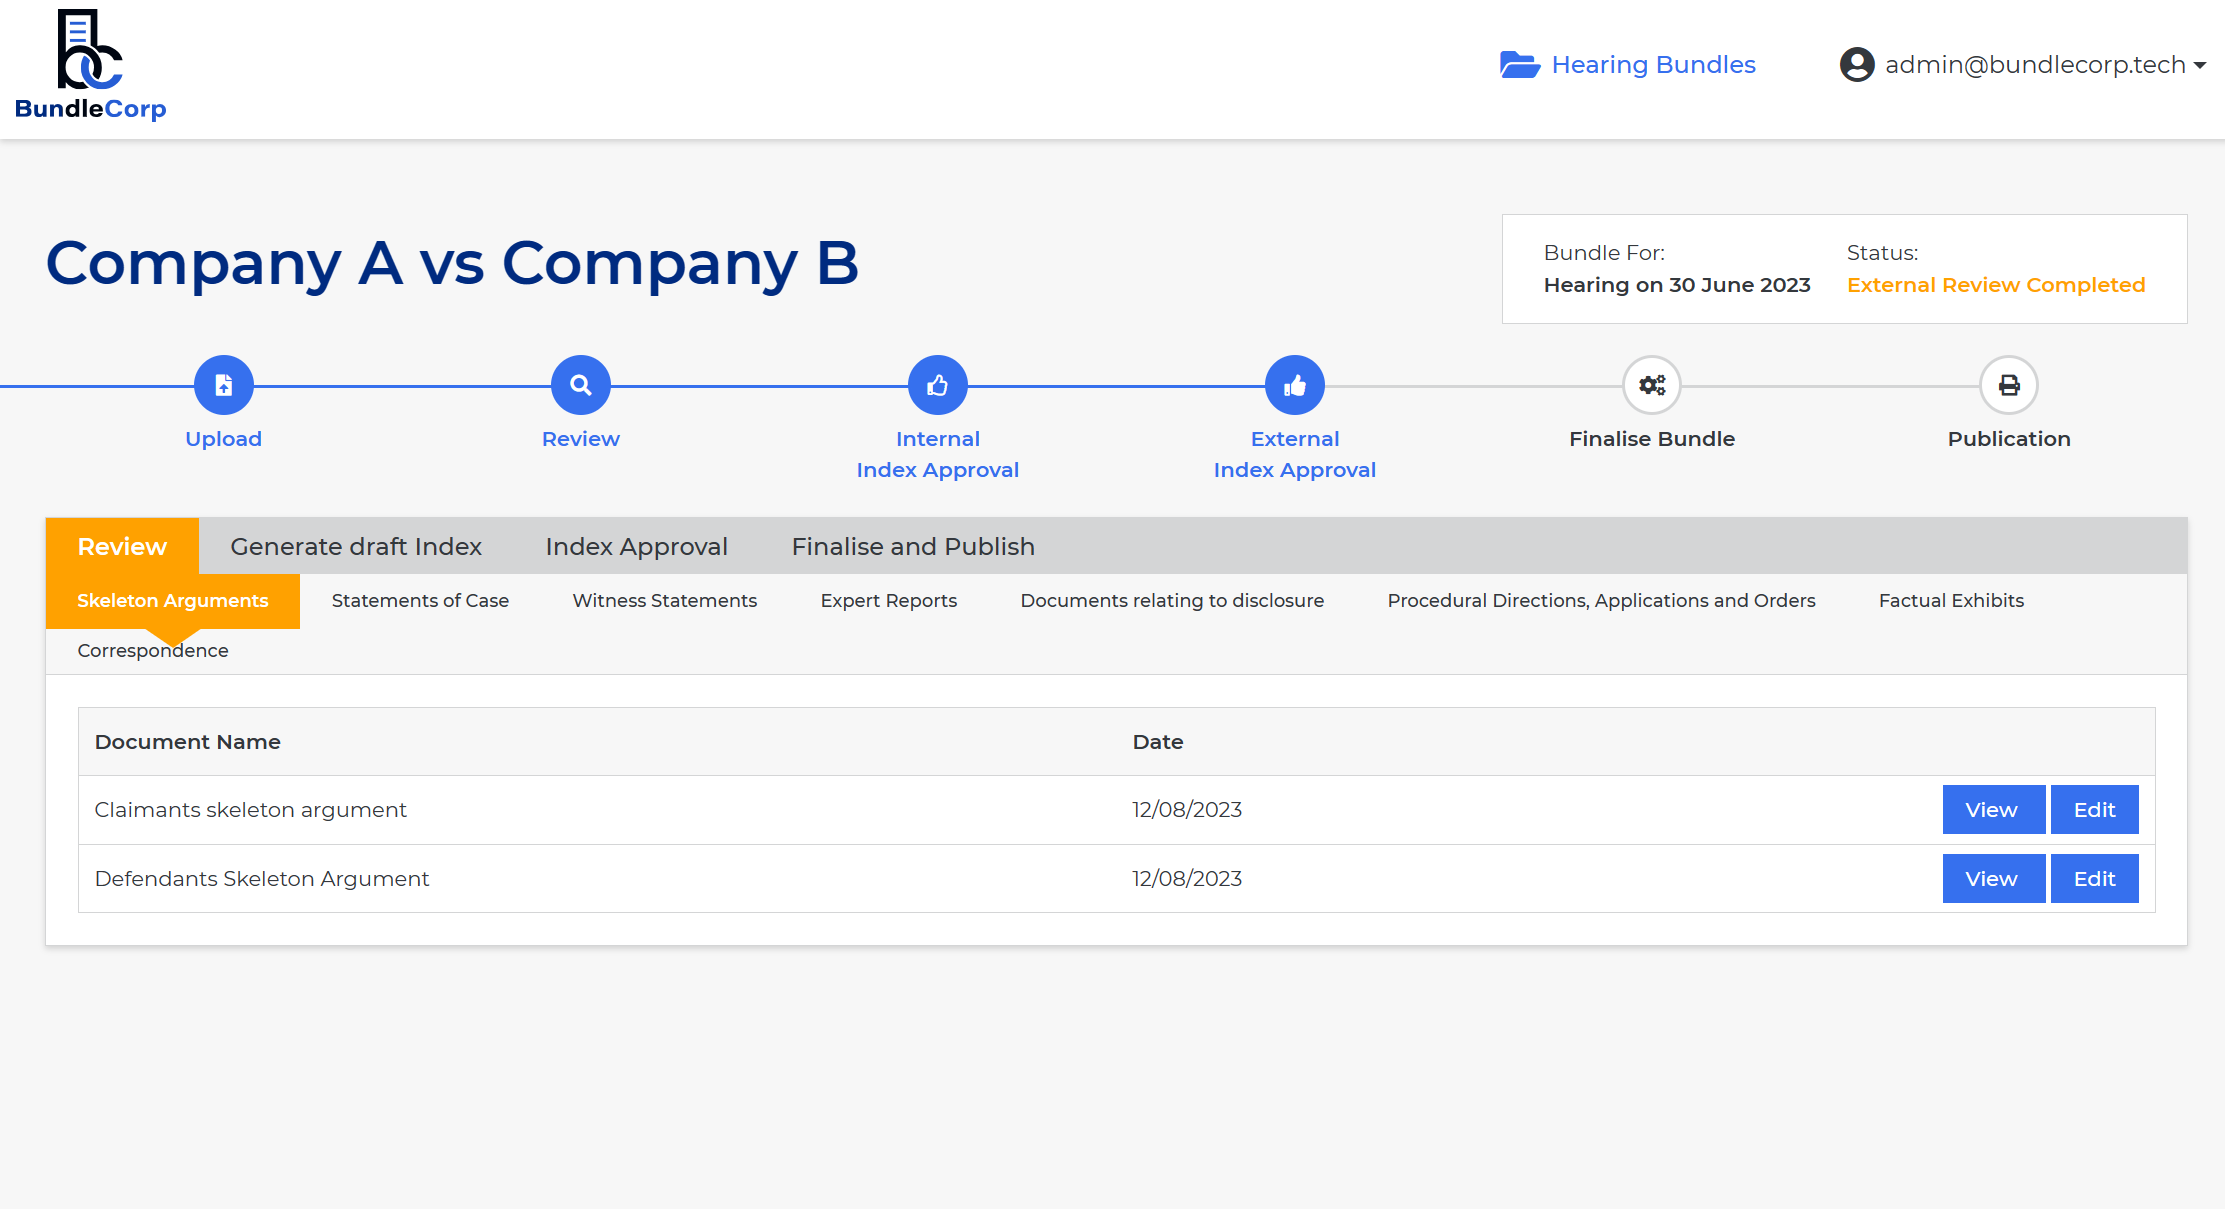 BundleCorp
Hearing Bundles
admin@bundlecorp.tech
Company A vs Company B
Bundle For:
Hearing on 30 June 2023
Status:
External Review Completed
Upload
Review
Internal
Index Approval
External
Index Approval
Finalise Bundle
Publication
Review
Generate draft Index
Index Approval
Finalise and Publish
Skeleton Arguments
Statements of Case
Witness Statements
Expert Reports
Documents relating to disclosure
Procedural Directions, Applications and Orders
Factual Exhibits
Correspondence
Document Name
Date
Claimants skeleton argument
12/08/2023
View
Edit
Defendants Skeleton Argument
12/08/2023
View
Edit